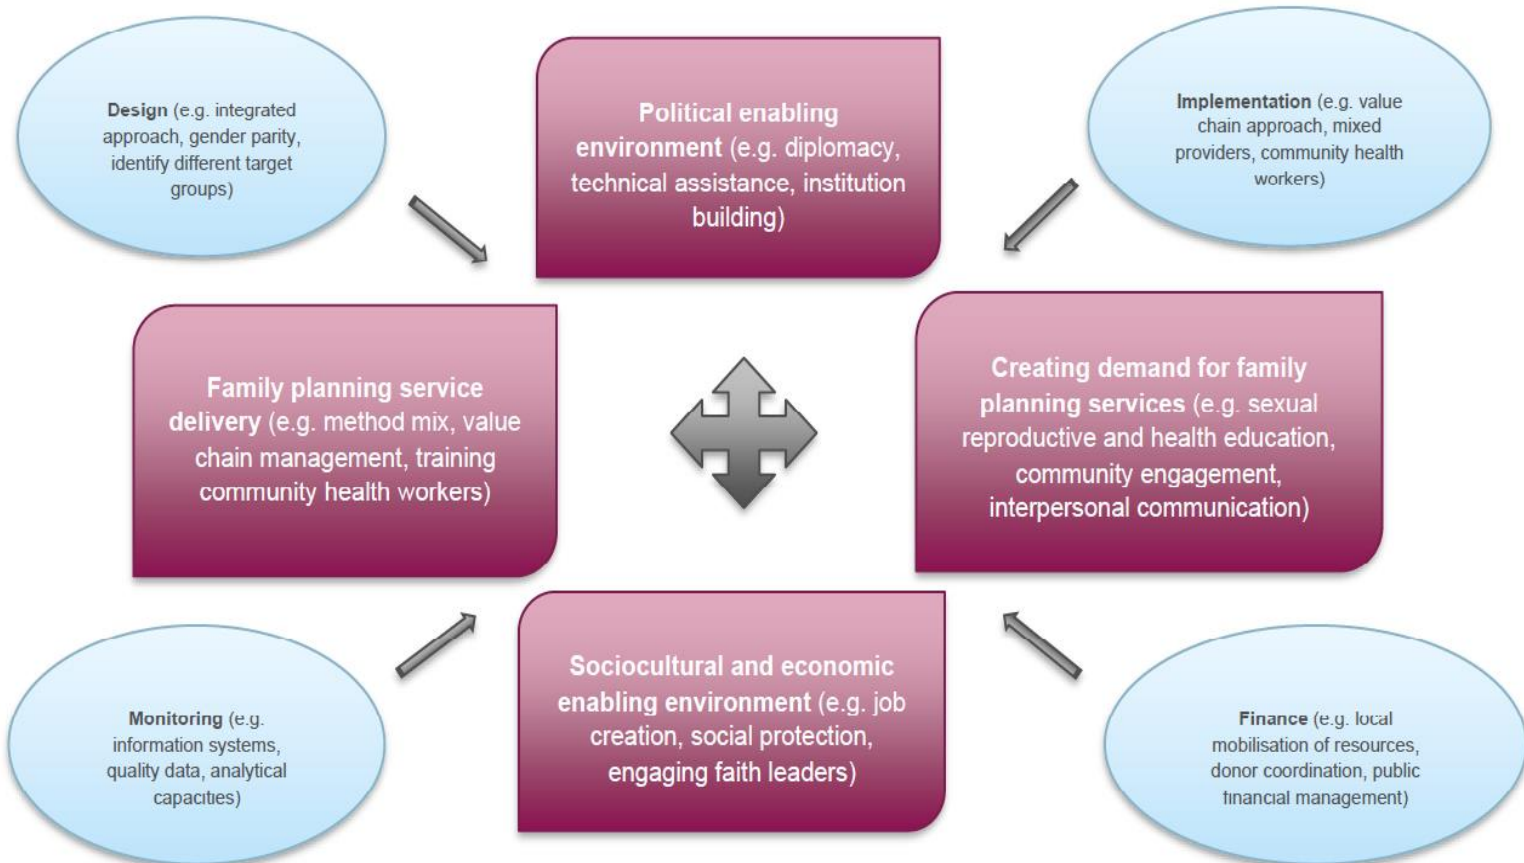 Design (e.g. integrated
approach, gender parity,
identify different target
groups)
Political enabling
environment (e.g. diplomacy,
technical assistance, institution
building)
Implementation (e.g. value
chain approach, mixed
providers, community health
workers)
Family planning service
delivery (e.g. method mix, value
chain management, training
community health workers)
Creating demand for family
planning services (e.g. sexual
reproductive and health education,
community engagement,
interpersonal communication)
Monitoring (e.g.
information systems,
quality data, analytical
capacities)
Sociocultural and economic
enabling environment (e.g. job
creation, social protection,
engaging faith leaders)
Finance (e.g. local
mobilisation of resources,
donor coordination, public
financial management)